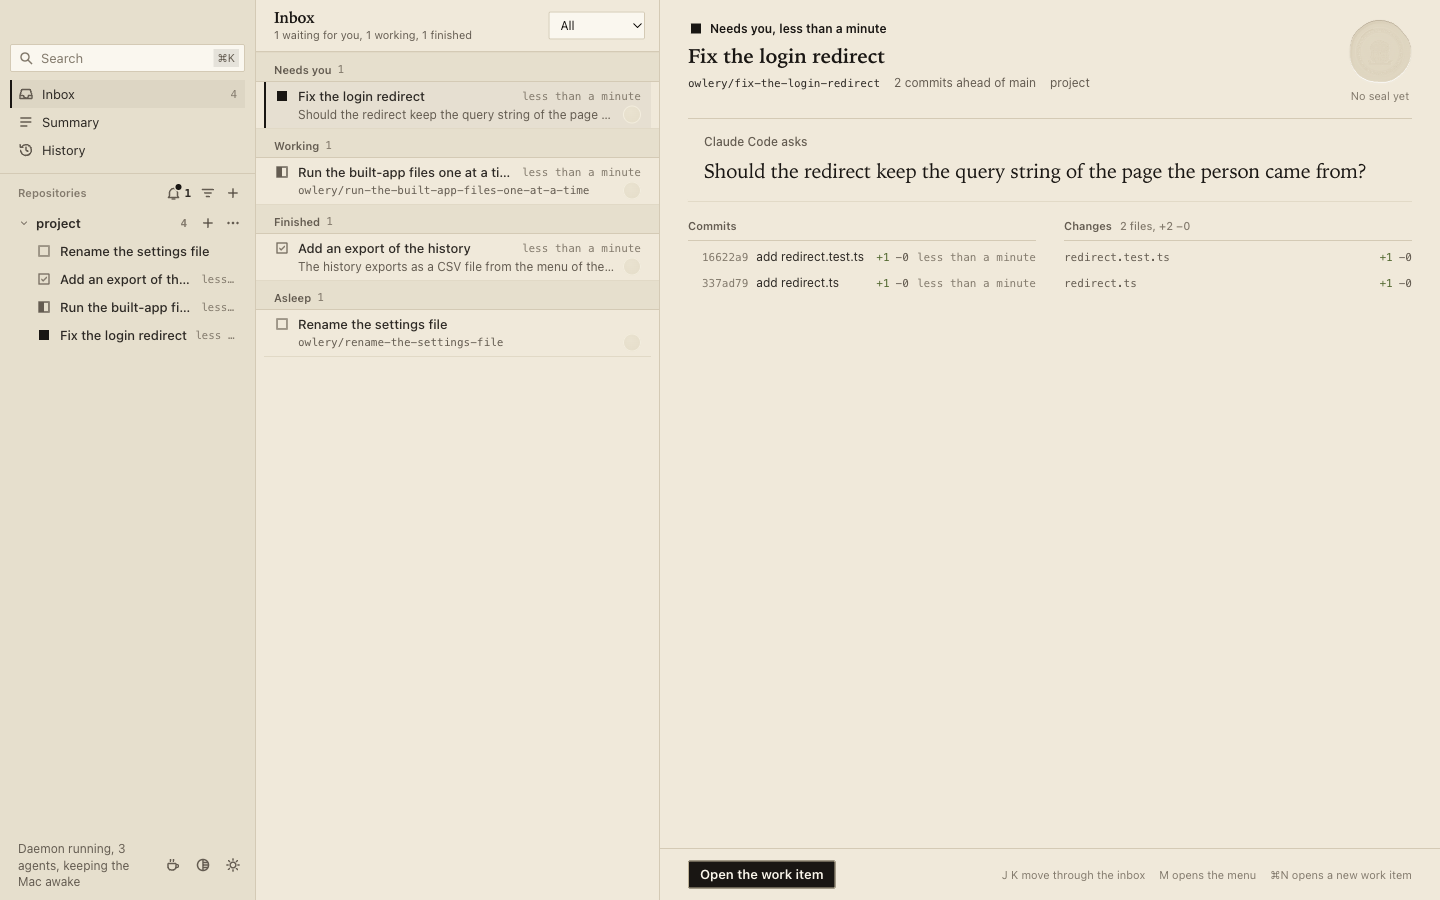 Search ⌘K
Inbox 4
Summary
History
Repositories 1
project 4
Rename the settings file
Add an export of th... less...
Run the built-app fi... less...
Fix the login redirect less ...
Daemon running, 3
agents, keeping the
Mac awake
Inbox
1 waiting for you, 1 working, 1 finished
All
Needs you 1
Fix the login redirect less than a minute
Should the redirect keep the query string of the page ...
Working 1
Run the built-app files one at a ti... less than a minute
owlery/run-the-built-app-files-one-at-a-time
Finished 1
Add an export of the history less than a minute
The history exports as a CSV file from the menu of the...
Asleep 1
Rename the settings file
owlery/rename-the-settings-file
Needs you, less than a minute
Fix the login redirect
owlery/fix-the-login-redirect 2 commits ahead of main project
No seal yet
Claude Code asks
Should the redirect keep the query string of the page the person came from?
Commits
16622a9 add redirect.test.ts +1 −0 less than a minute
337ad79 add redirect.ts +1 −0 less than a minute
Changes 2 files, +2 −0
redirect.test.ts +1 −0
redirect.ts +1 −0
Open the work item
J K move through the inbox M opens the menu ⌘N opens a new work item